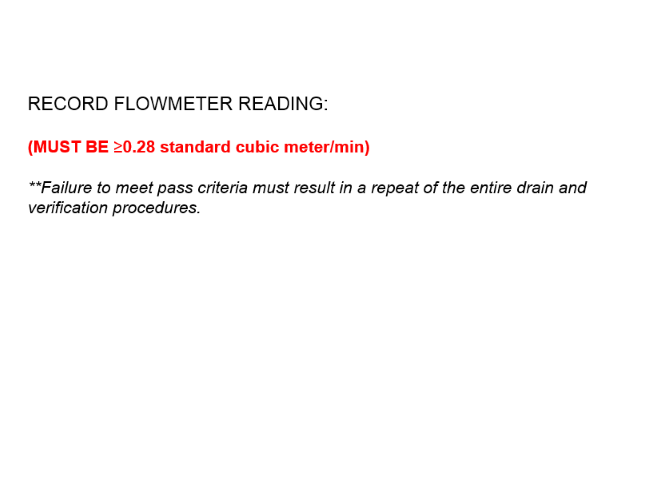 RECORD FLOWMETER READING:
(MUST BE ≥0.28 standard cubic meter/min)
**Failure to meet pass criteria must result in a repeat of the entire drain and
verification procedures.